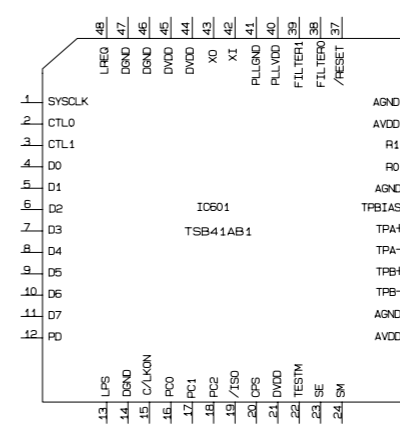 48 47 46 45 44 43 42 41 40 39 38 37
LREQ DGND DGND DVDD DVDD XO XI PLLGND PLLVDD FILTER1 FILTER0 /RESET
1 SYSCLK AGND
2 CTL0 AVDD
3 CTL1 R1
4 D0 R0
5 D1 AGND
6 D2 IC601 TPBIAS
7 D3 TSB41AB1 TPA+
8 D4 TPA-
9 D5 TPB+
10 D6 TPB-
11 D7 AGND
12 PD AVDD
LPS DGND C/LKON PC0 PC1 PC2 /ISO CPS DVDD TESTM SE SM
13 14 15 16 17 18 19 20 21 22 23 24